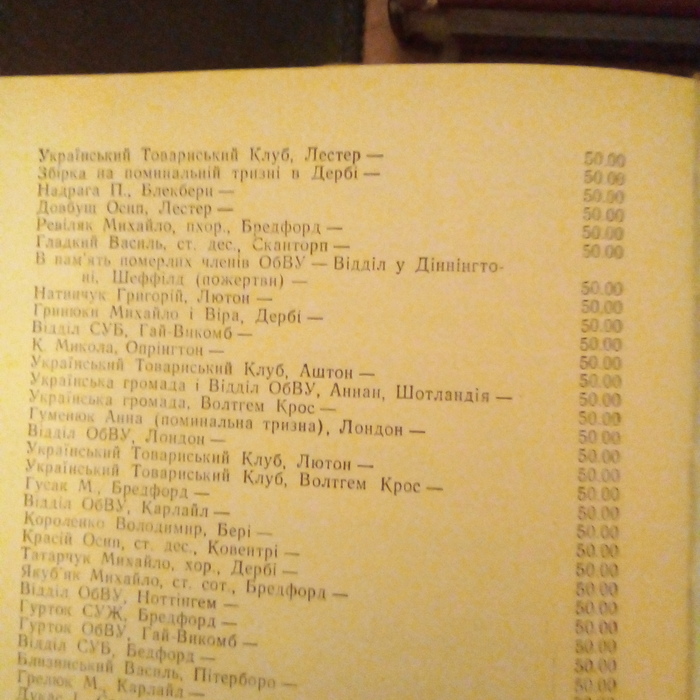 Український Товариський Клуб, Лестер — 50.00
Збірка на поминальній тризні в Дербі — 50.00
Надрага П., Блекберн — 50.00
Довбуш Осип, Лестер — 50.00
Ревіляк Михайло, пхор., Бредфорд — 50.00
Гладкий Василь, ст. дес., Сканторп — 50.00
В пам'ять померлих членів ОбВУ — Відділ у Діннінгто-
ні, Шеффілд (пожертви) — 50.00
Натинчук Григорій, Лютон — 50.00
Гринюки Михайло і Віра, Дербі — 50.00
Відділ СУБ, Гай-Викомб — 50.00
К. Микола, Опрінгтон — 50.00
Український Товариський Клуб, Аштон — 50.00
Українська громада і Відділ ОбВУ, Аннан, Шотландія — 50.00
Українська громада, Волтгем Крос — 50.00
Гуменюк Анна (поминальна тризна), Лондон — 50.00
Відділ ОбВУ, Лондон — 50.00
Український Товариський Клуб, Лютон — 50.00
Український Товариський Клуб, Волтгем Крос — 50.00
Гусак М., Бредфорд — 50.00
Відділ ОбВУ, Карлайл — 50.00
Короленко Володимир, Бері — 50.00
Красій Осип, ст. дес., Ковентрі — 50.00
Татарчук Михайло, хор., Дербі — 50.00
Якуб'як Михайло, ст. сот., Бредфорд — 50.00
Відділ ОбВУ, Ноттінгем — 50.00
Гурток СУЖ, Бредфорд — 50.00
Гурток ОбВУ, Гай-Викомб — 50.00
Відділ СУБ, Бедфорд — 50.00
Близинський Василь, Пітерборо — 50.00
Грелюк М., Карлайл — 50.00